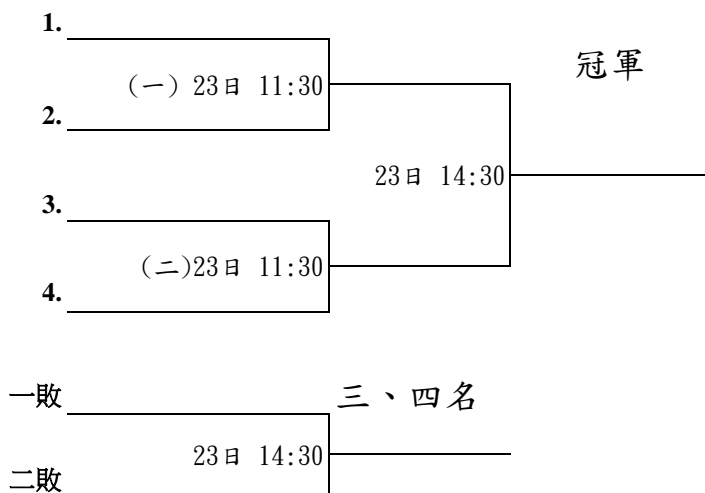 1.
冠軍
(一) 23日 11:30
2.
23日 14:30
3.
(二)23日 11:30
4.
一敗
三、四名
23日 14:30
二敗